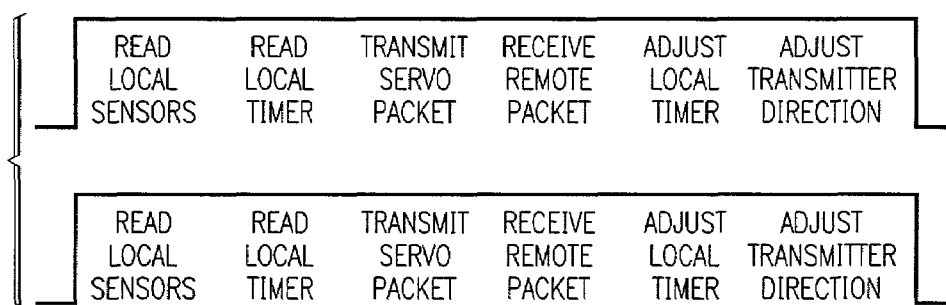 READ READ TRANSMIT RECEIVE ADJUST ADJUST
LOCAL LOCAL SERVO REMOTE LOCAL TRANSMITTER
SENSORS TIMER PACKET PACKET TIMER DIRECTION
READ READ TRANSMIT RECEIVE ADJUST ADJUST
LOCAL LOCAL SERVO REMOTE LOCAL TRANSMITTER
SENSORS TIMER PACKET PACKET TIMER DIRECTION